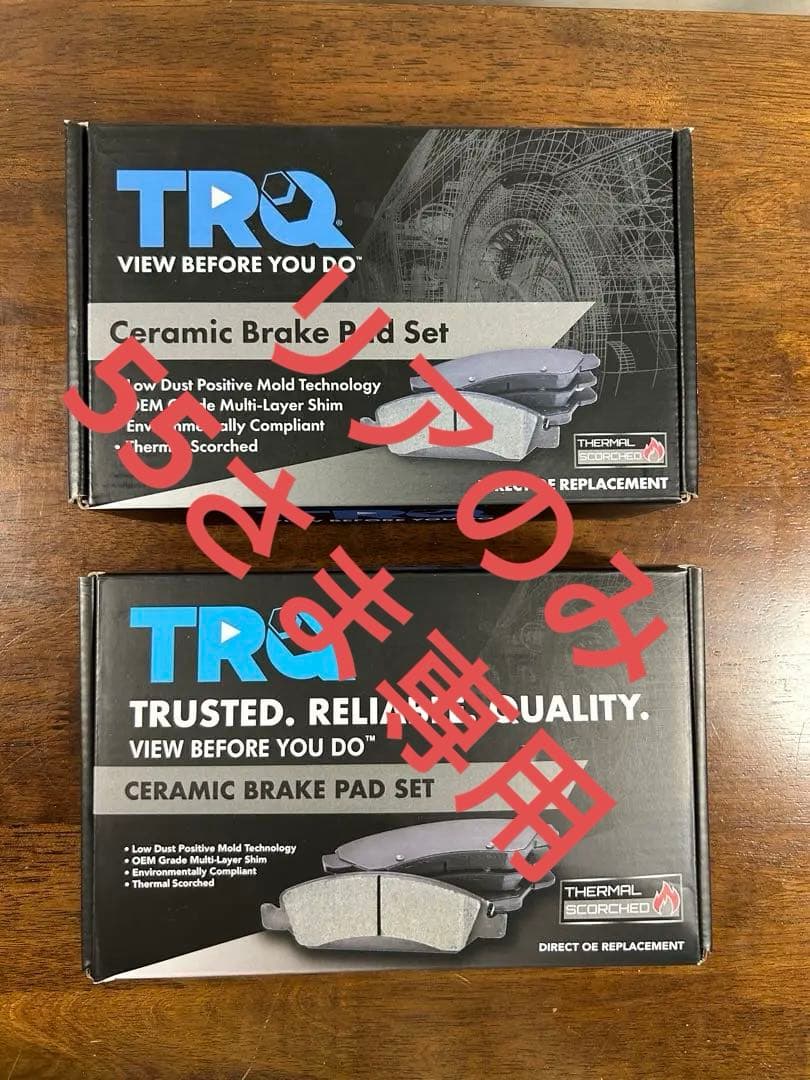 TRQ
VIEW BEFORE YOU DO™
Ceramic Brake Pad Set
• Low Dust Positive Mold Technology
OEM Grade Multi-Layer Shim
Environmentally Compliant
• Thermal Scorched
THERMAL
SCORCHED
DIRECT OE REPLACEMENT
リアのみ
55さま専用
TRQ
TRUSTED. RELIABLE. QUALITY.
VIEW BEFORE YOU DO™
CERAMIC BRAKE PAD SET
• Low Dust Positive Mold Technology
• OEM Grade Multi-Layer Shim
• Environmentally Compliant
• Thermal Scorched
THERMAL
SCORCHED
DIRECT OE REPLACEMENT